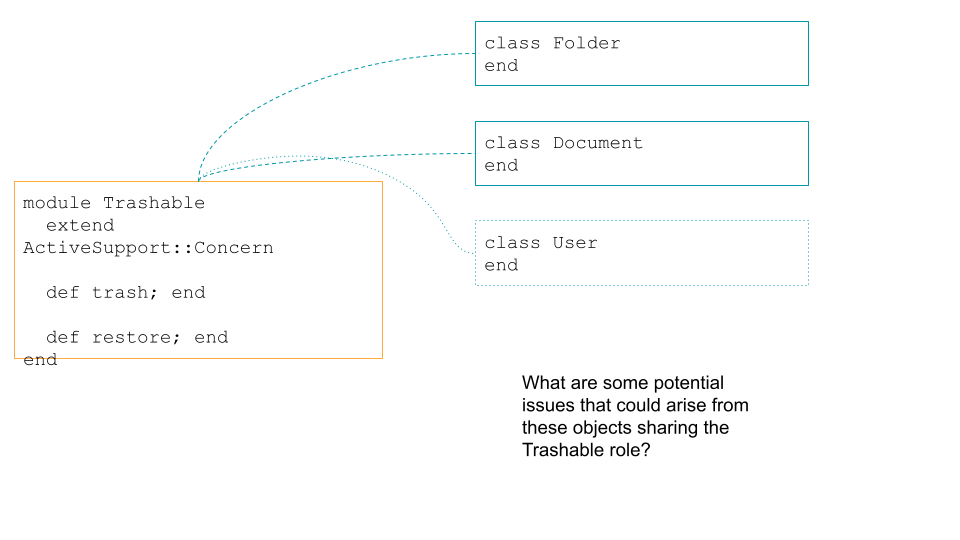 class Folder
end
class Document
end
module Trashable
  extend
ActiveSupport::Concern
  def trash; end
  def restore; end
end
class User
end
What are some potential
issues that could arise from
these objects sharing the
Trashable role?